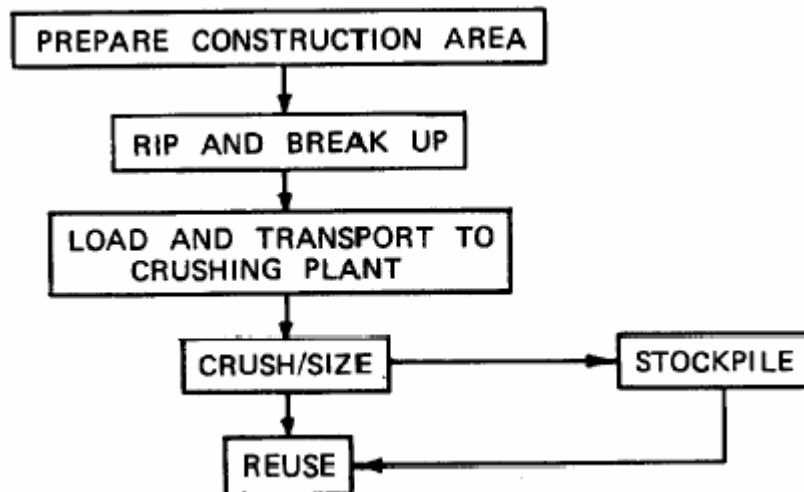 PREPARE CONSTRUCTION AREA
RIP AND BREAK UP
LOAD AND TRANSPORT TO
CRUSHING PLANT
CRUSH/SIZE
STOCKPILE
REUSE